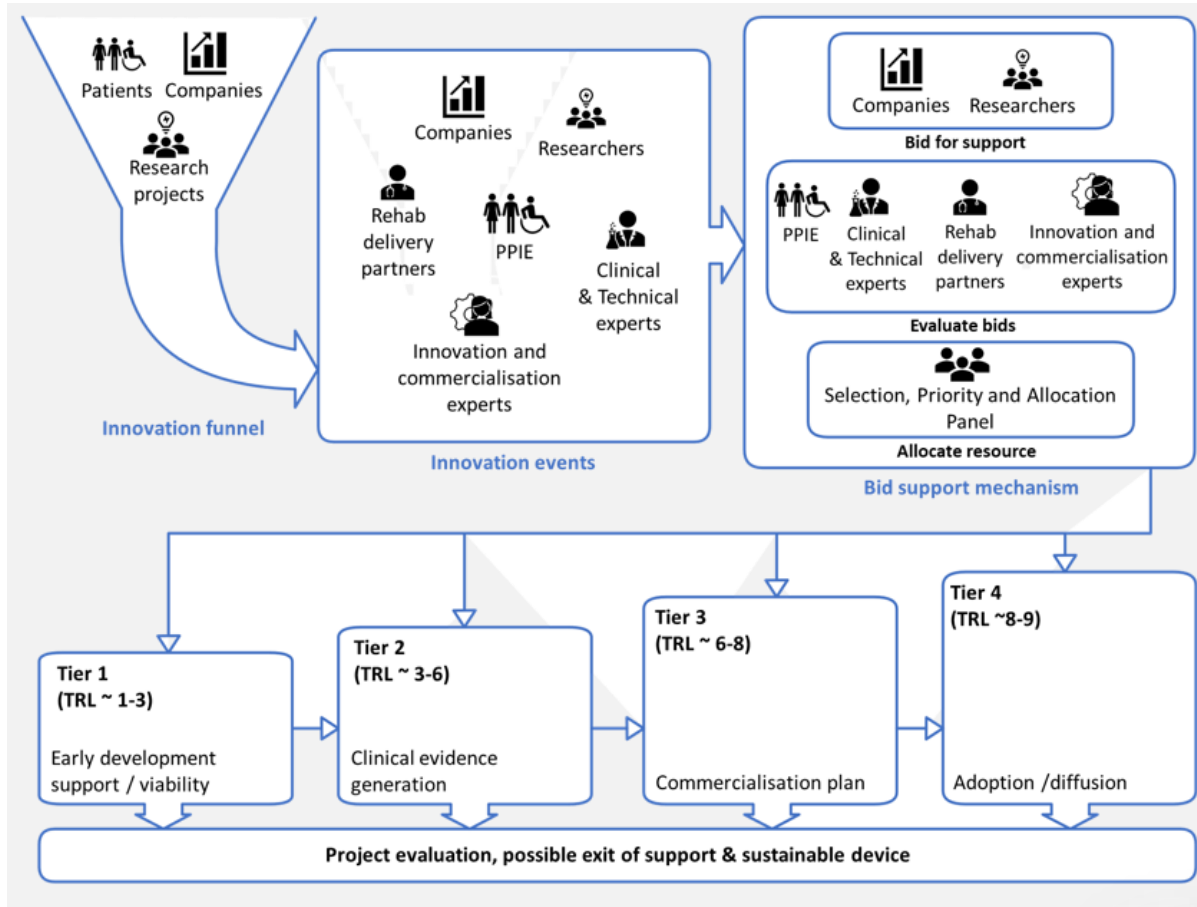 Patients
Companies
Research
projects
Innovation funnel
Companies
Researchers
Rehab
delivery
partners
PPIE
Clinical
& Technical
experts
Innovation and
commercialisation
experts
Innovation events
Companies
Researchers
Bid for support
PPIE
Clinical
& Technical
experts
Rehab
delivery
partners
Innovation and
commercialisation
experts
Evaluate bids
Selection, Priority and Allocation
Panel
Allocate resource
Bid support mechanism
Tier 1
(TRL ~ 1-3)
Early development
support / viability
Tier 2
(TRL ~ 3-6)
Clinical evidence
generation
Tier 3
(TRL ~ 6-8)
Commercialisation plan
Tier 4
(TRL ~8-9)
Adoption /diffusion
Project evaluation, possible exit of support & sustainable device